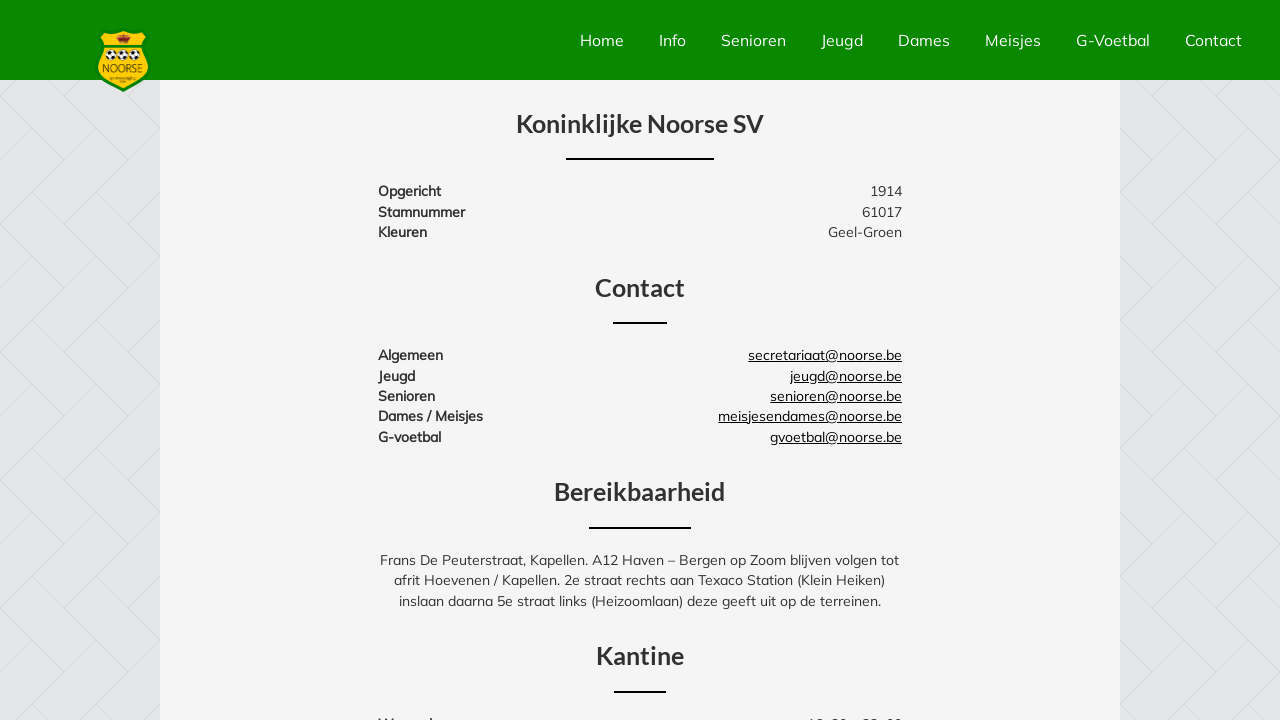 NOORSE
Home Info Senioren Jeugd Dames Meisjes G-Voetbal Contact
Koninklijke Noorse SV
Opgericht 1914
Stamnummer 61017
Kleuren Geel-Groen
Contact
Algemeen secretariaat@noorse.be
Jeugd jeugd@noorse.be
Senioren senioren@noorse.be
Dames / Meisjes meisjesendames@noorse.be
G-voetbal gvoetbal@noorse.be
Bereikbaarheid
Frans De Peuterstraat, Kapellen. A12 Haven – Bergen op Zoom blijven volgen tot
afrit Hoevenen / Kapellen. 2e straat rechts aan Texaco Station (Klein Heiken)
inslaan daarna 5e straat links (Heizoomlaan) deze geeft uit op de terreinen.
Kantine